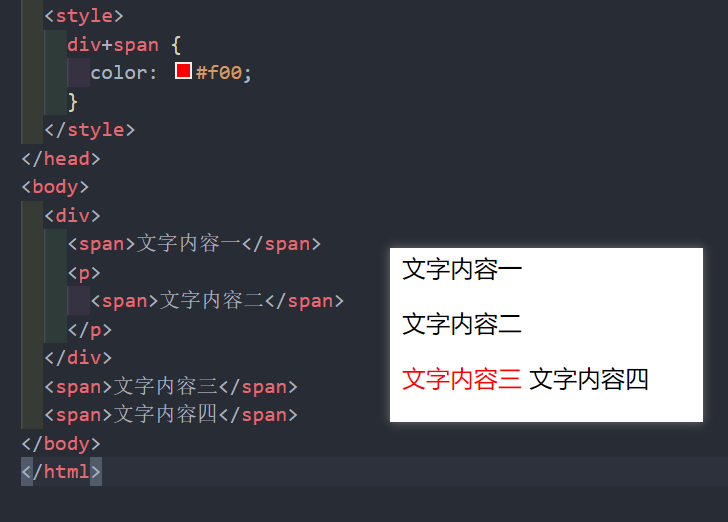 <style>
div+span {
color: #f00;
}
</style>
</head>
<body>
<div>
<span>文字内容一</span>
<p>
<span>文字内容二</span>
</p>
</div>
<span>文字内容三</span>
<span>文字内容四</span>
</body>
</html>
文字内容一
文字内容二
文字内容三 文字内容四